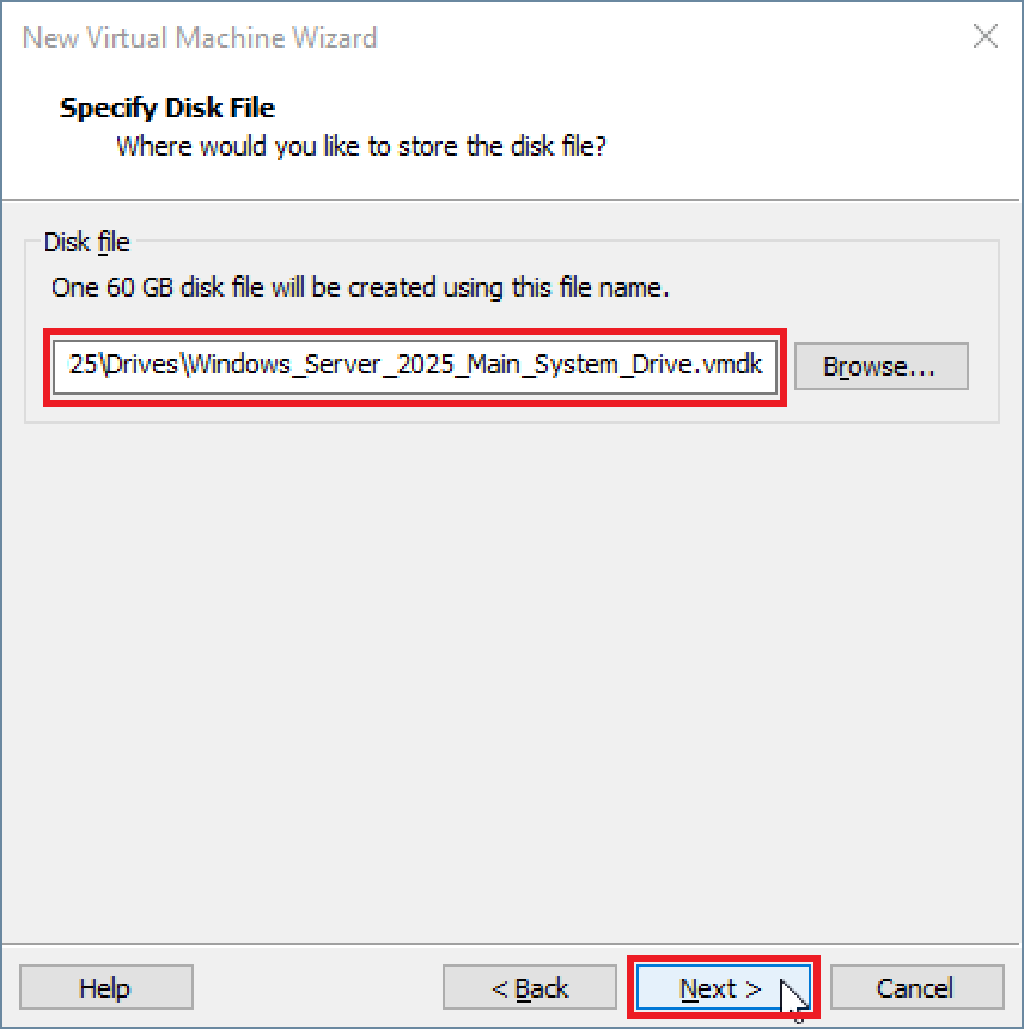 New Virtual Machine Wizard
Specify Disk File
Where would you like to store the disk file?
Disk file
One 60 GB disk file will be created using this file name.
25\Drives\Windows_Server_2025_Main_System_Drive.vmdk
Browse...
Help
< Back
Next >
Cancel